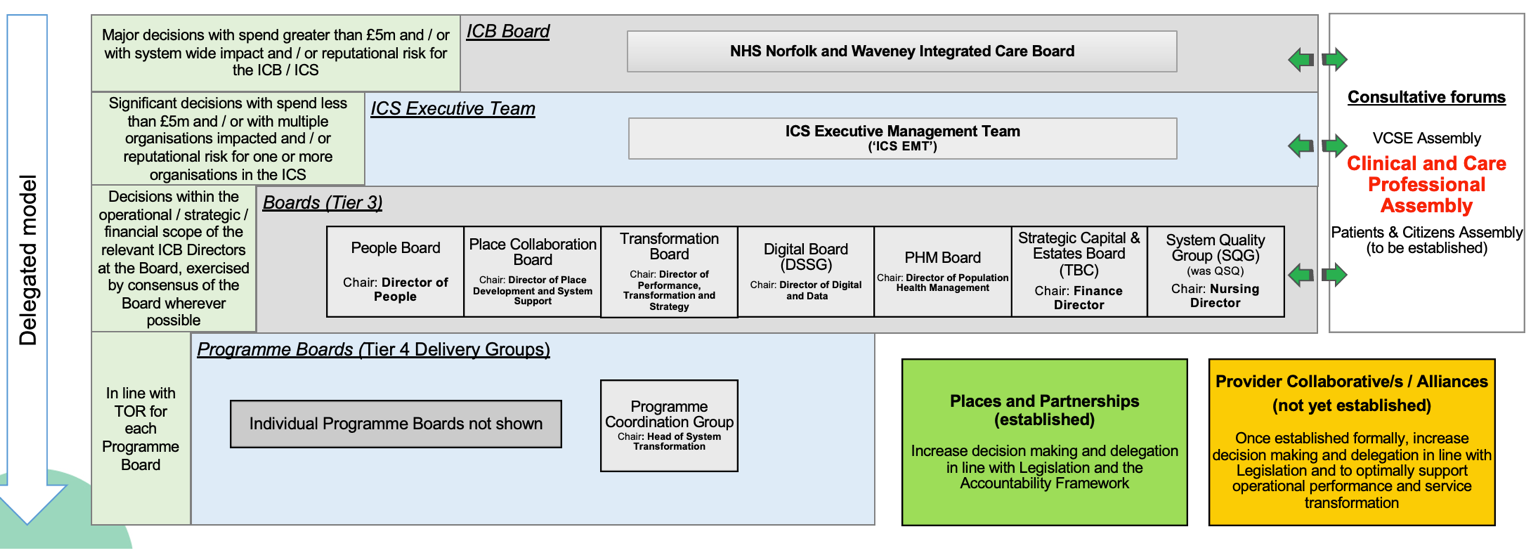 Delegated model
Major decisions with spend greater than £5m and / or
with system wide impact and / or reputational risk for
the ICB / ICS
ICB Board
NHS Norfolk and Waveney Integrated Care Board
Significant decisions with spend less
than £5m and / or with multiple
organisations impacted and / or
reputational risk for one or more
organisations in the ICS
ICS Executive Team
ICS Executive Management Team
(‘ICS EMT’)
Decisions within the
operational / strategic /
financial scope of the
relevant ICB Directors
at the Board, exercised
by consensus of the
Board wherever
possible
Boards (Tier 3)
People Board
Chair: Director of
People
Place Collaboration
Board
Chair: Director of Place
Development and System
Support
Transformation
Board
Chair: Director of
Performance,
Transformation and
Strategy
Digital Board
(DSSG)
Chair: Director of Digital
and Data
PHM Board
Chair: Director of Population
Health Management
Strategic Capital &
Estates Board
(TBC)
Chair: Finance
Director
System Quality
Group (SQG)
(was QSQ)
Chair: Nursing
Director
Consultative forums
VCSE Assembly
Clinical and Care
Professional
Assembly
Patients & Citizens Assembly
(to be established)
In line with
TOR for
each
Programme
Board
Programme Boards (Tier 4 Delivery Groups)
Individual Programme Boards not shown
Programme
Coordination Group
Chair: Head of System
Transformation
Places and Partnerships
(established)
Increase decision making and delegation
in line with Legislation and the
Accountability Framework
Provider Collaborative/s / Alliances
(not yet established)
Once established formally, increase
decision making and delegation in line with
Legislation and to optimally support
operational performance and service
transformation